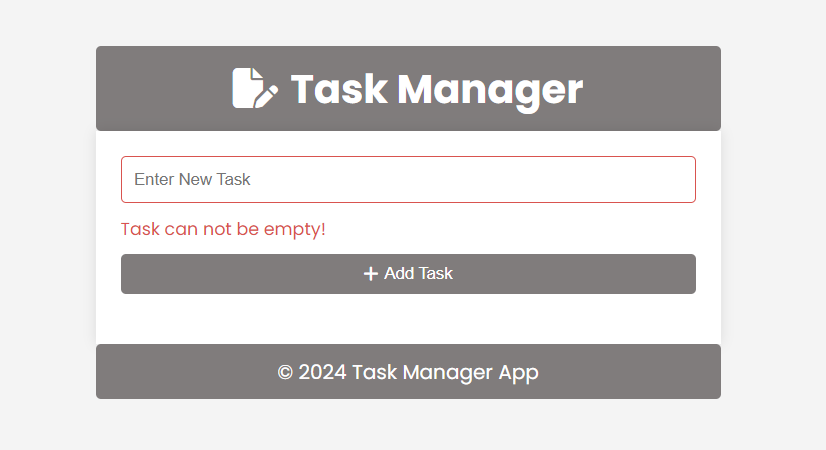 Task Manager
Enter New Task
Task can not be empty!
Add Task
© 2024 Task Manager App